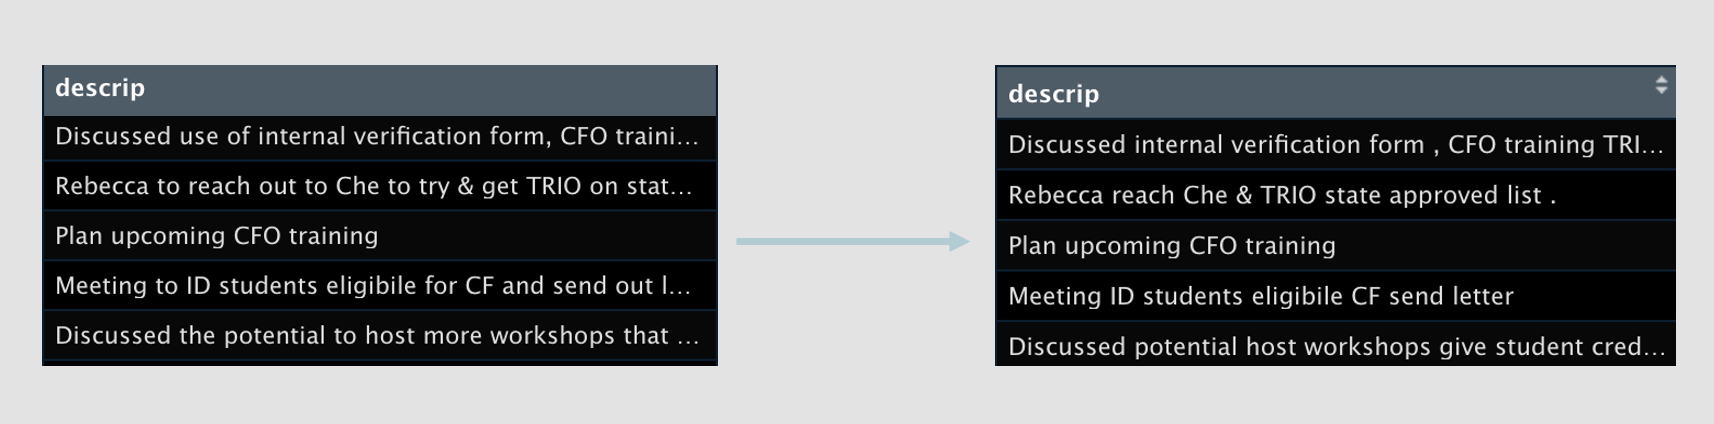 descrip
Discussed use of internal verification form, CFO traini...
Rebecca to reach out to Che to try & get TRIO on stat...
Plan upcoming CFO training
Meeting to ID students eligibile for CF and send out l...
Discussed the potential to host more workshops that ...
descrip
Discussed internal verification form , CFO training TRI...
Rebecca reach Che & TRIO state approved list .
Plan upcoming CFO training
Meeting ID students eligibile CF send letter
Discussed potential host workshops give student cred...